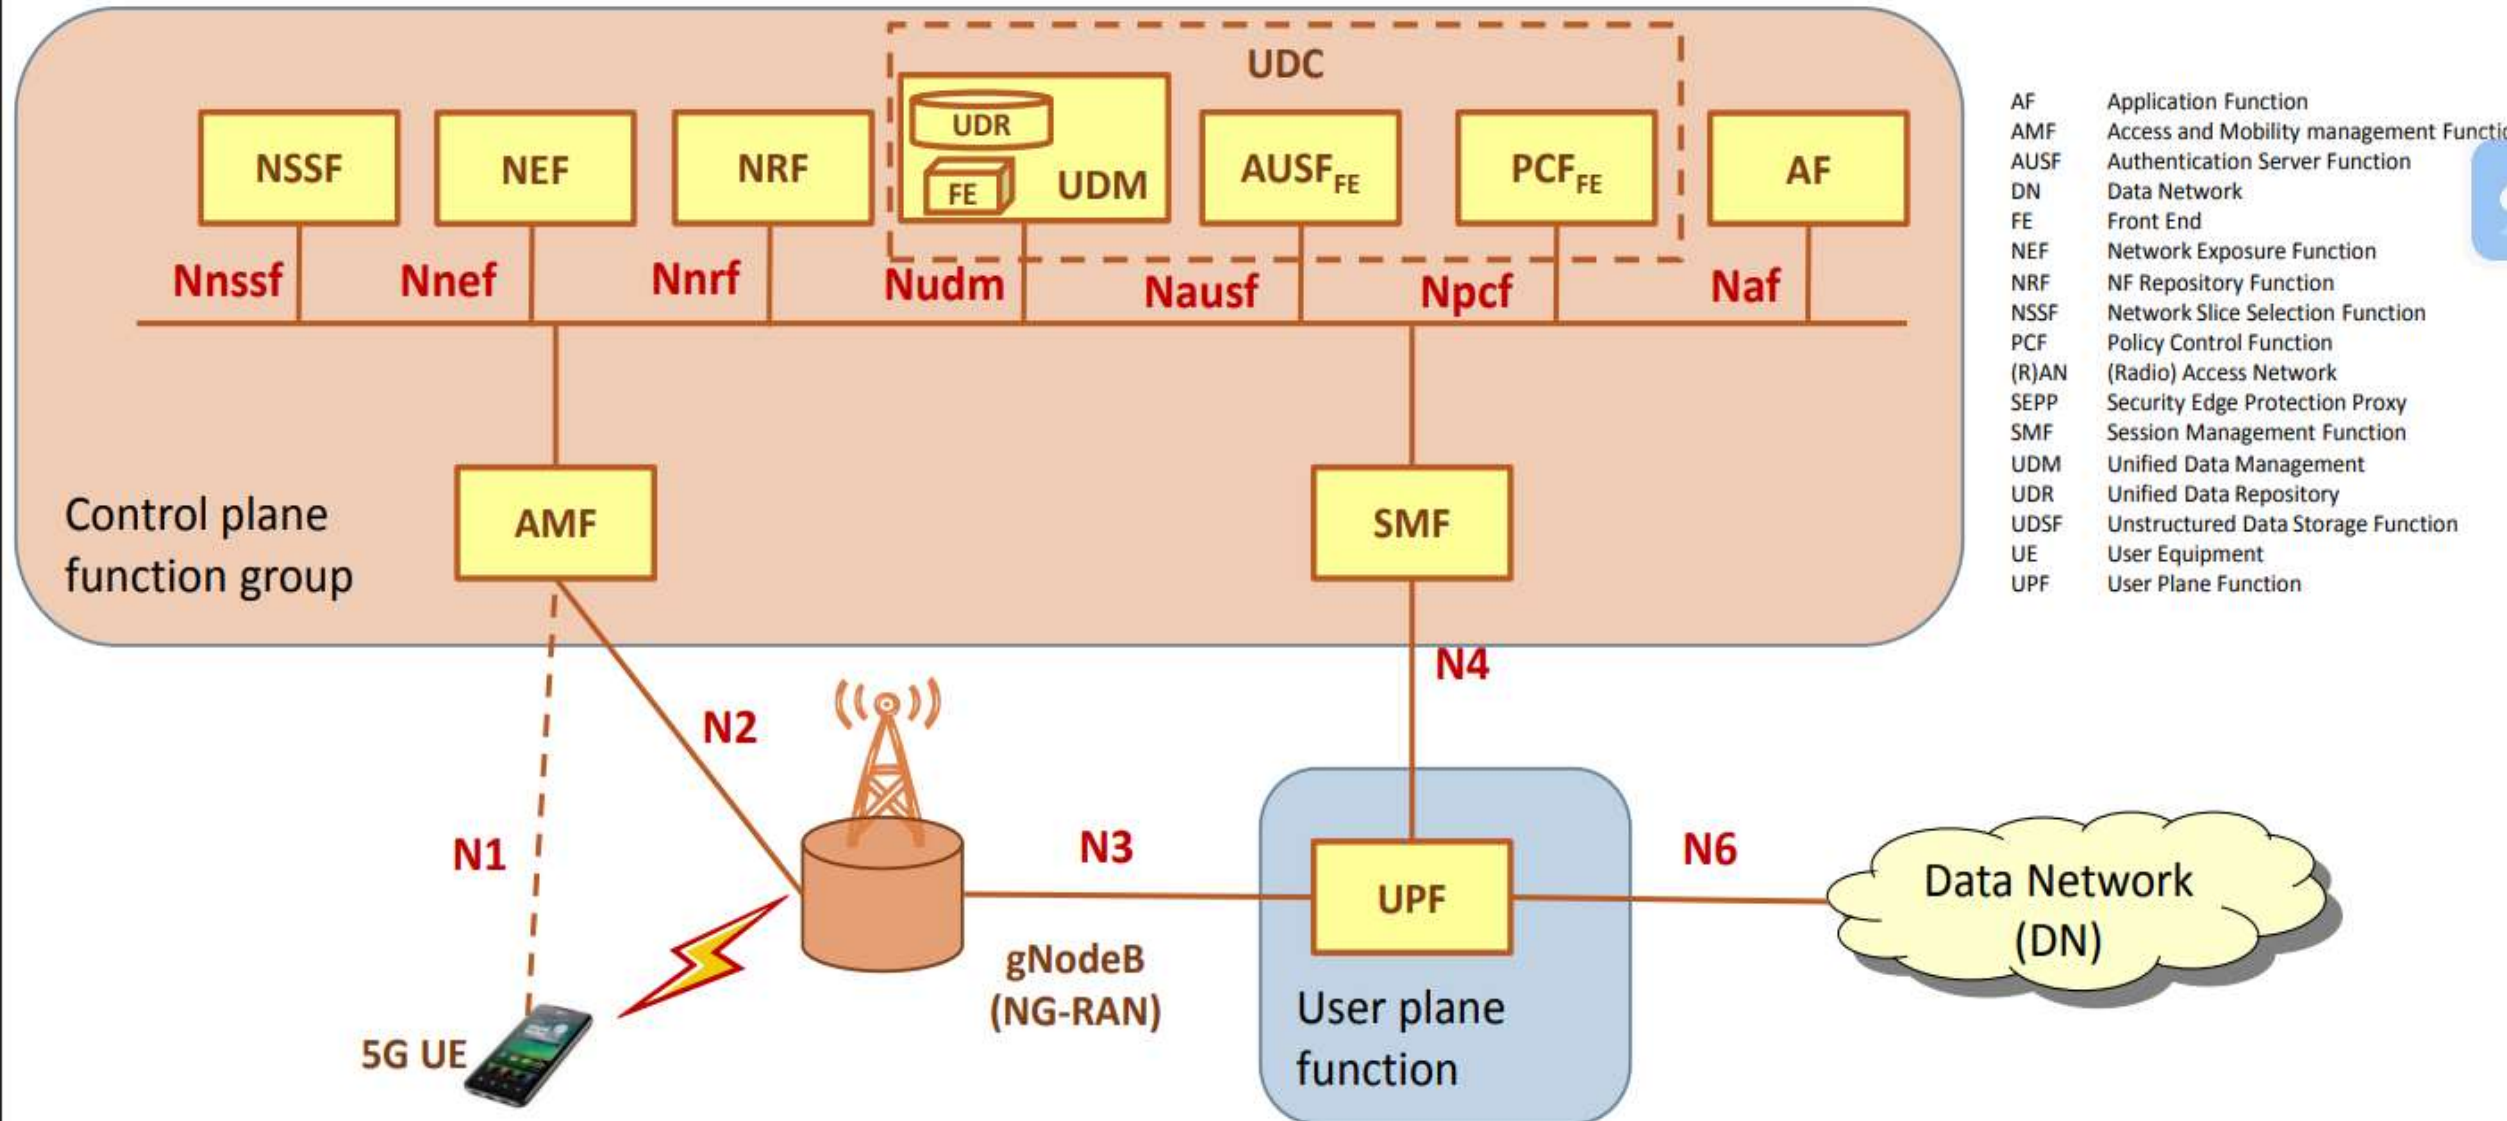 UDC
UDR
FE
UDM
NSSF
NEF
NRF
AUSFFE
PCFFE
AF
Nnssf
Nnef
Nnrf
Nudm
Nausf
Npcf
Naf
Control plane
function group
AMF
SMF
N4
N2
N1
N3
N6
UPF
gNodeB
(NG-RAN)
5G UE
User plane
function
Data Network
(DN)
AF Application Function
AMF Access and Mobility management Functio
AUSF Authentication Server Function
DN Data Network
FE Front End
NEF Network Exposure Function
NRF NF Repository Function
NSSF Network Slice Selection Function
PCF Policy Control Function
(R)AN (Radio) Access Network
SEPP Security Edge Protection Proxy
SMF Session Management Function
UDM Unified Data Management
UDR Unified Data Repository
UDSF Unstructured Data Storage Function
UE User Equipment
UPF User Plane Function